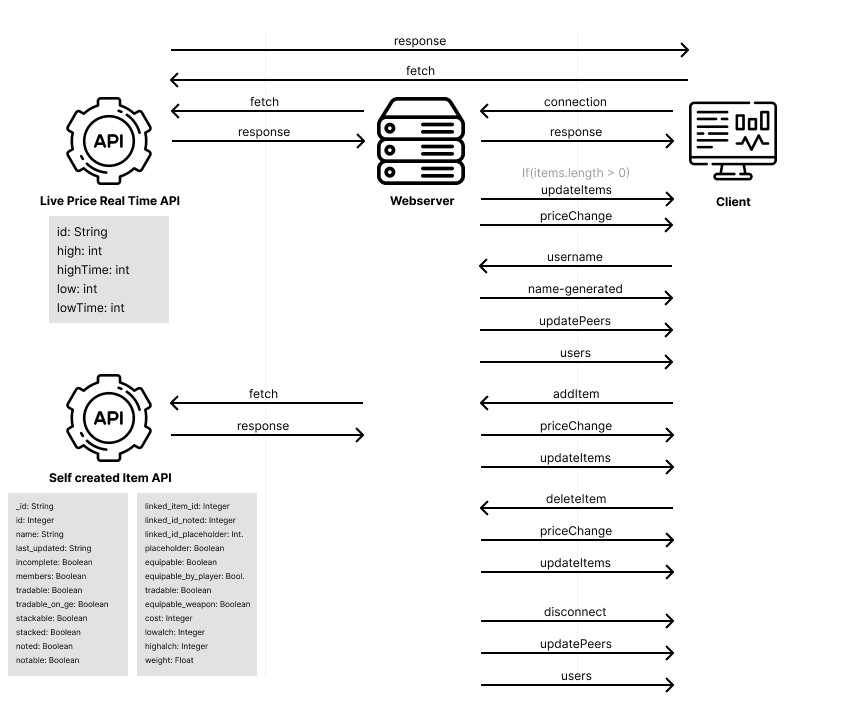 response
fetch
fetch
connection
response
response
API
If(items.length > 0)
updateItems
Live Price Real Time API
Webserver
Client
priceChange
id: String
high: int
highTime: int
low: int
lowTime: int
username
name-generated
updatePeers
users
fetch
addItem
API
response
priceChange
updateItems
Self created Item API
deleteItem
priceChange
updateItems
disconnect
updatePeers
users
_id: String
id: Integer
name: String
last_updated: String
incomplete: Boolean
members: Boolean
tradable: Boolean
tradable_on_ge: Boolean
stackable: Boolean
stacked: Boolean
noted: Boolean
notable: Boolean
linked_item_id: Integer
linked_id_noted: Integer
linked_id_placeholder: Int.
placeholder: Boolean
equipable: Boolean
equipable_by_player: Bool.
tradable: Boolean
equipable_weapon: Boolean
cost: Integer
lowalch: Integer
highalch: Integer
weight: Float